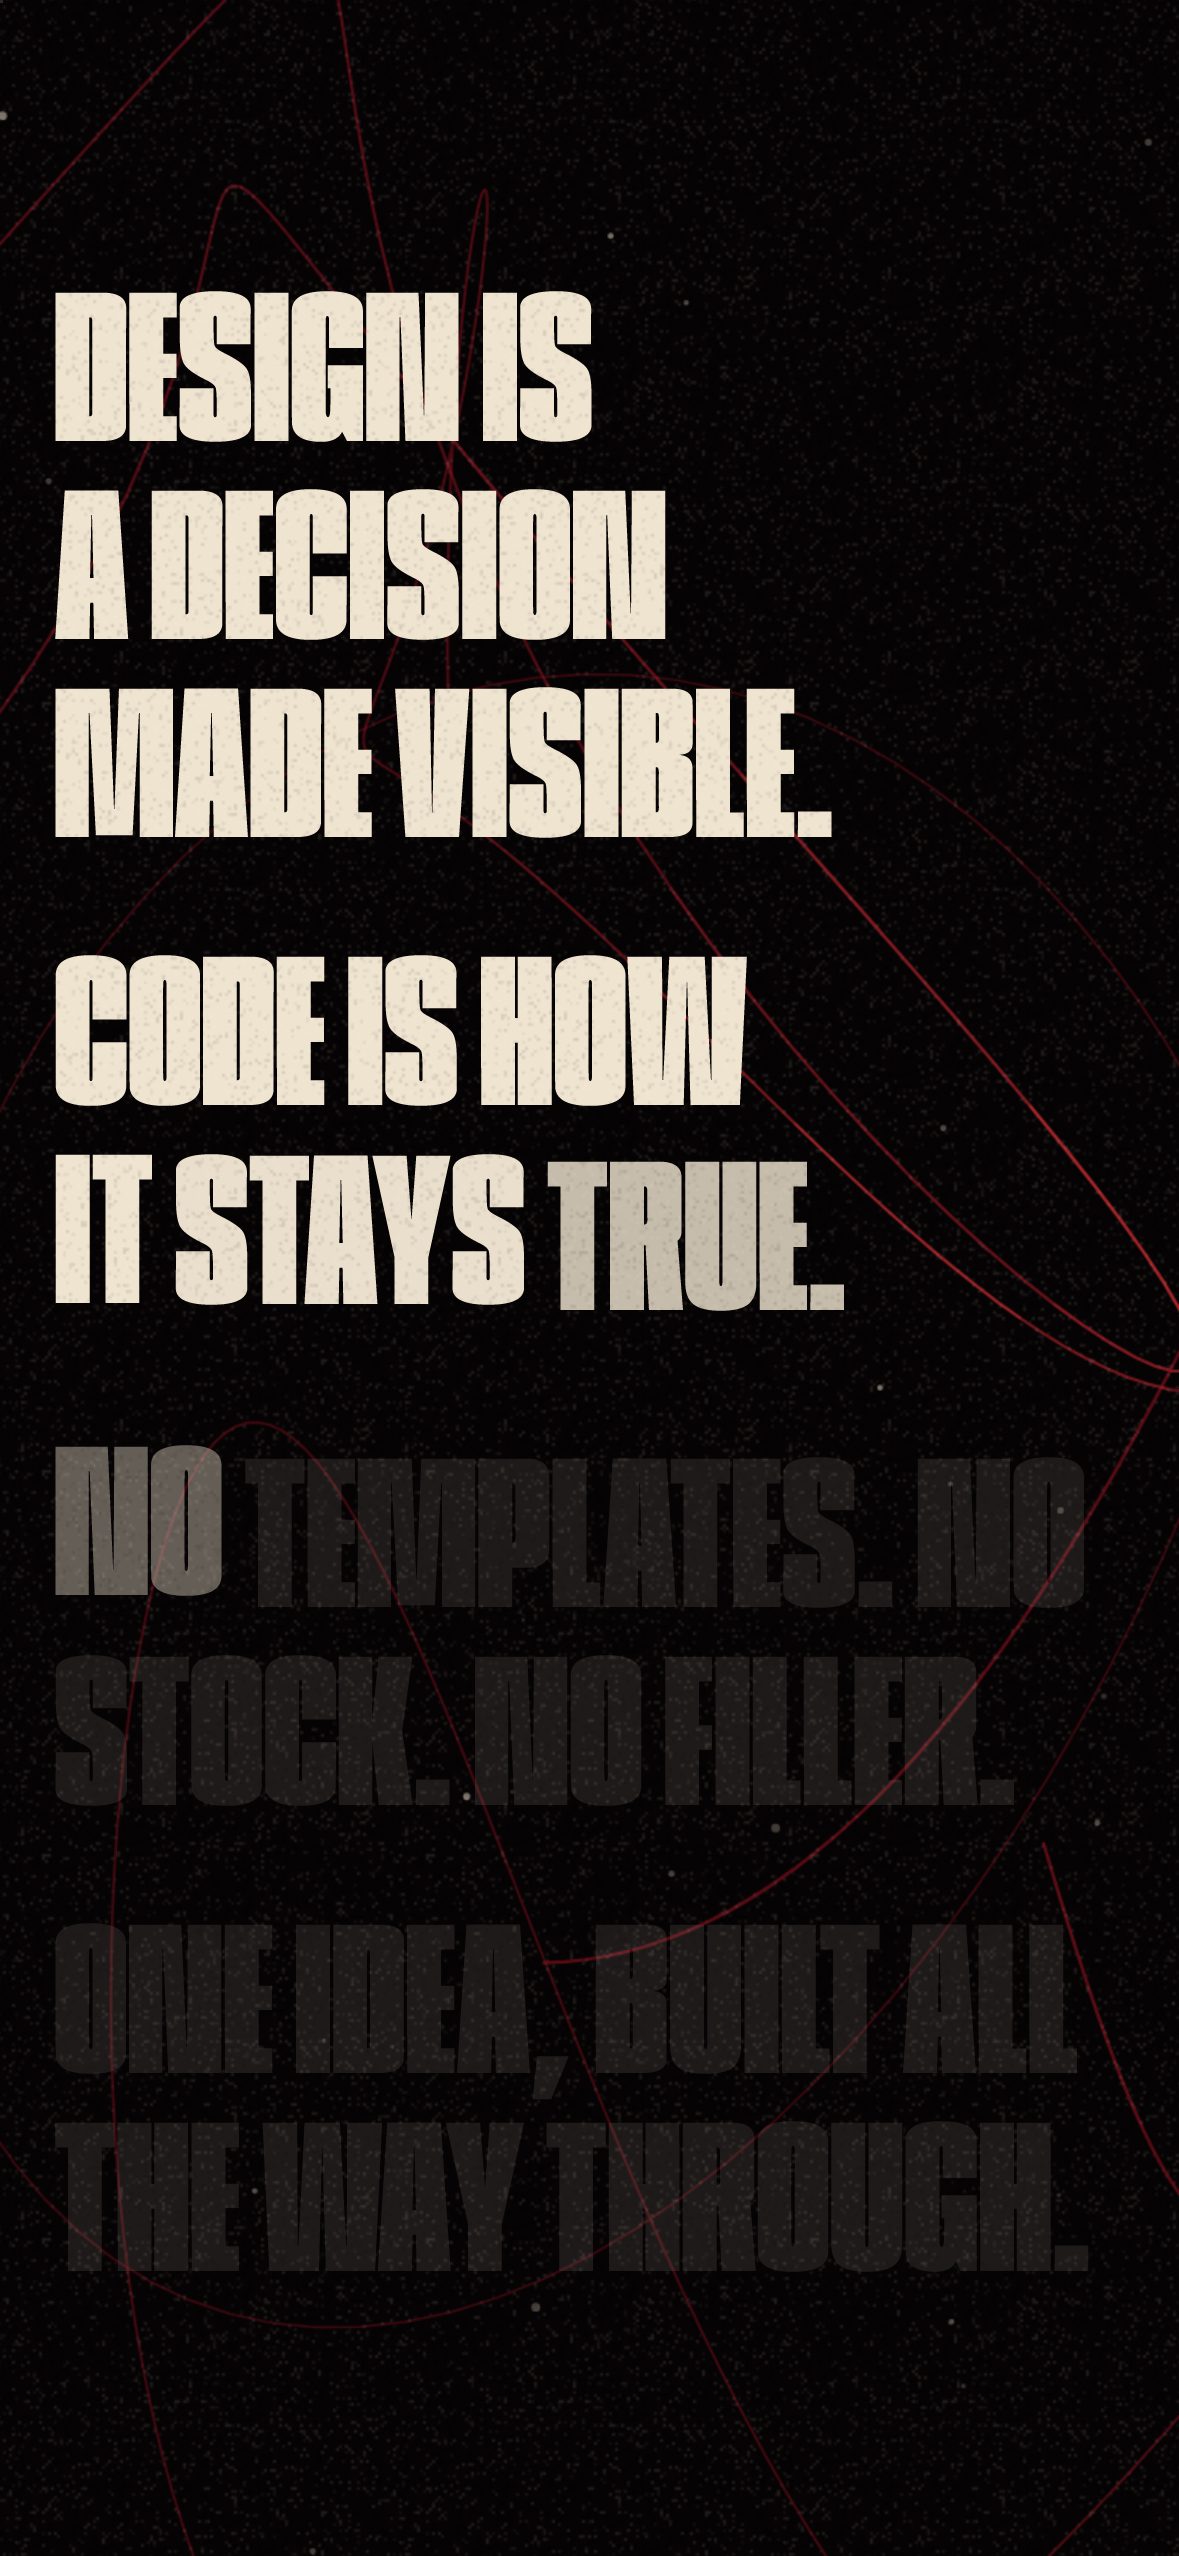 DESIGN IS
A DECISION
MADE VISIBLE.
CODE IS HOW
IT STAYS TRUE.
NO TEMPLATES. NO
STOCK. NO FILLER.
ONE IDEA, BUILT ALL
THE WAY THROUGH.